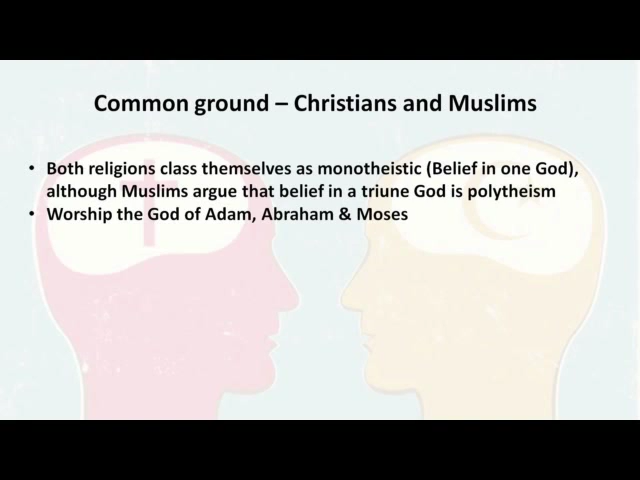 Common ground – Christians and Muslims
• Both religions class themselves as monotheistic (Belief in one God),
although Muslims argue that belief in a triune God is polytheism
• Worship the God of Adam, Abraham & Moses